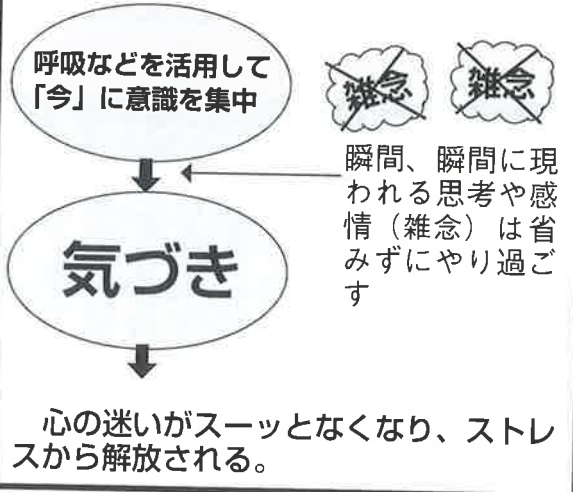 呼吸などを活用して
「今」に意識を集中
雑念
雑念
瞬間、瞬間に現
われる思考や感
情（雑念）は省
みずにやり過ご
す
気づき
心の迷いがスーッとなくなり、ストレ
スから解放される。